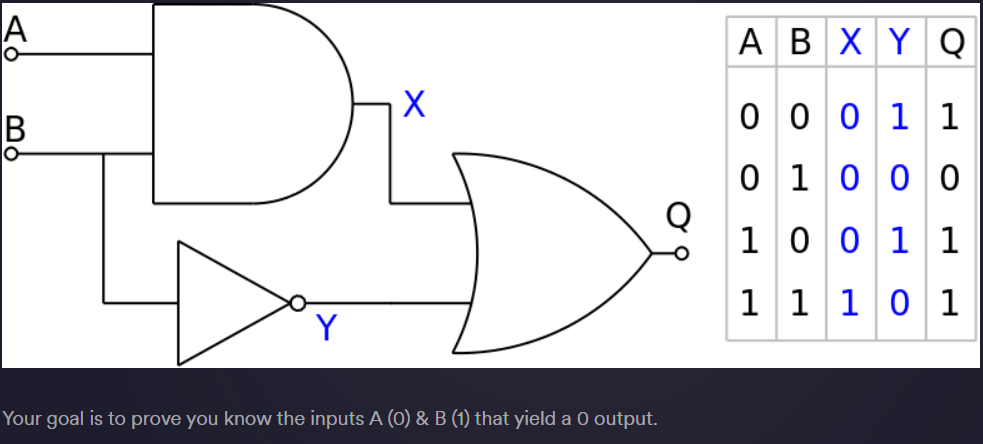 A
B
X
Y
Q
A B X Y Q
0 0 0 1 1
0 1 0 0 0
1 0 0 1 1
1 1 1 0 1
Your goal is to prove you know the inputs A (0) & B (1) that yield a 0 output.